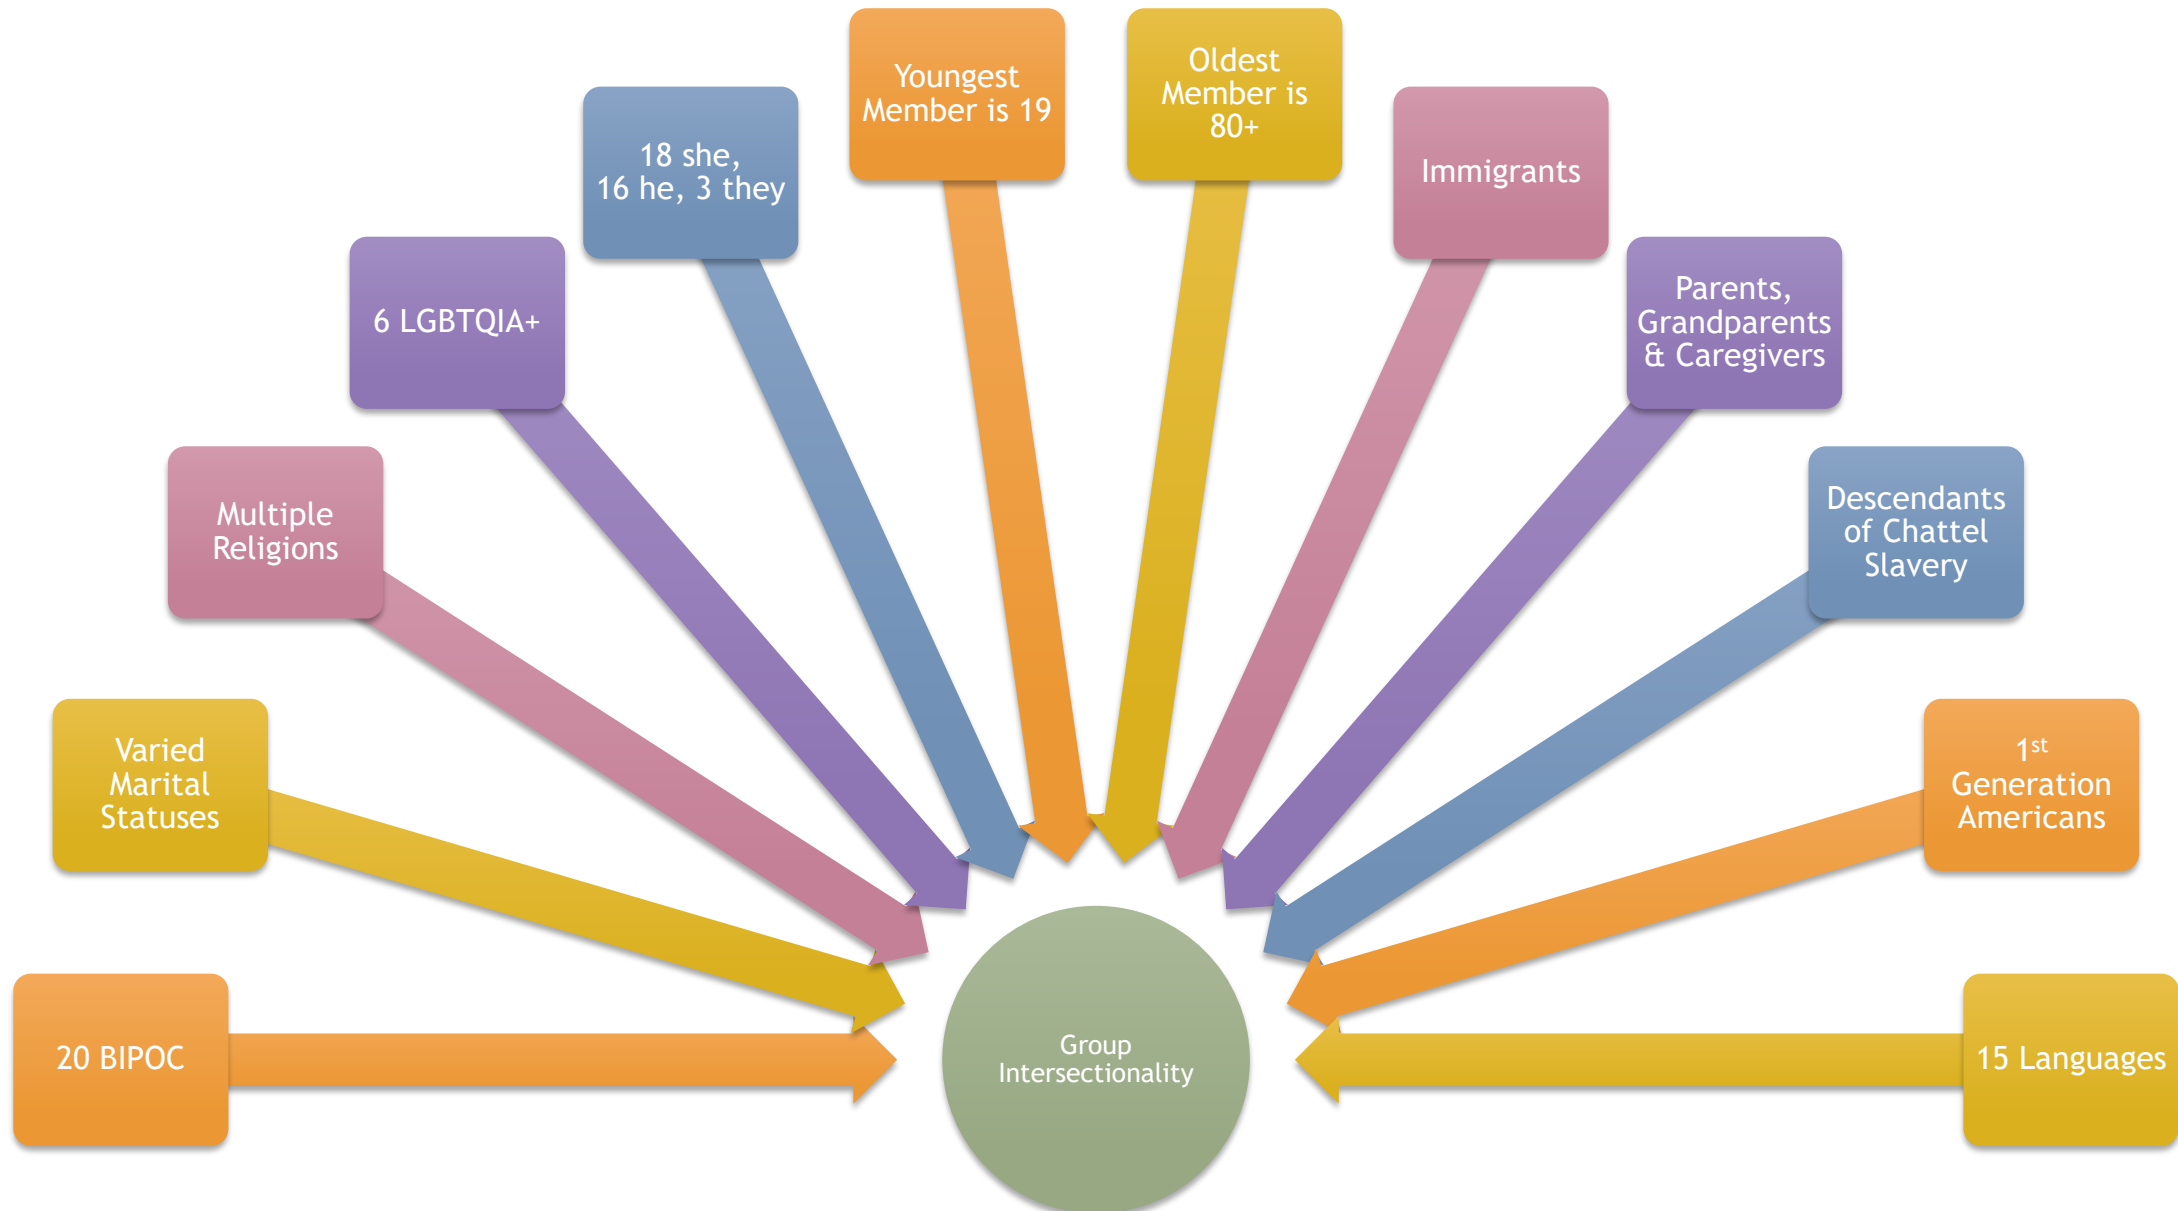 Youngest
Member is 19
Oldest
Member is
80+
18 she,
16 he, 3 they
Immigrants
6 LGBTQIA+
Parents,
Grandparents
& Caregivers
Multiple
Religions
Descendants
of Chattel
Slavery
Varied
Marital
Statuses
1st
Generation
Americans
20 BIPOC
Group
Intersectionality
15 Languages